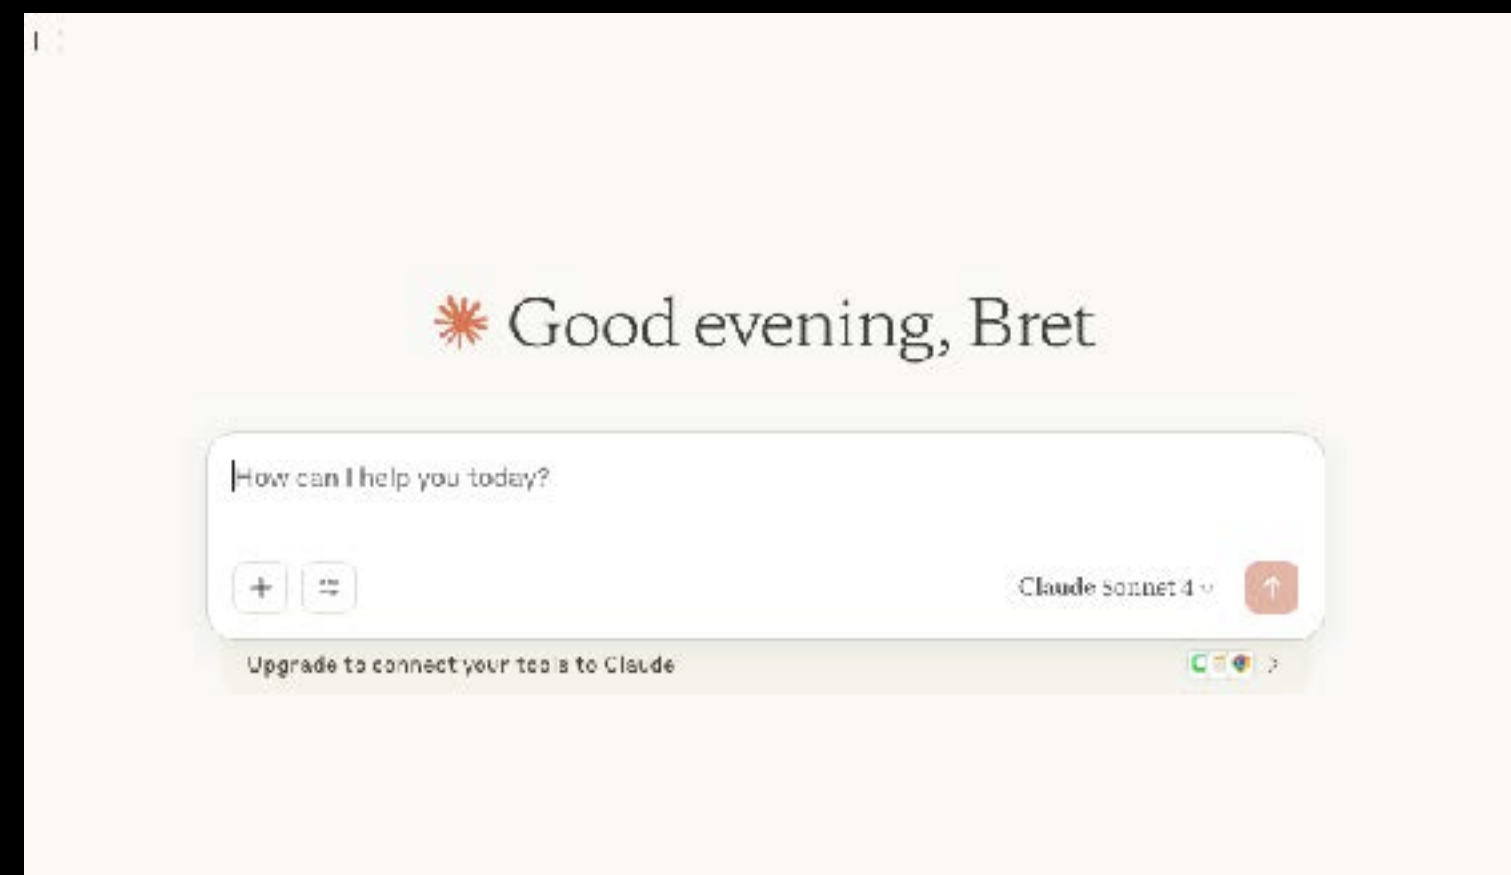 Good evening, Bret
How can I help you today?
Claude Sonnet 4
Upgrade to connect your tools to Claude